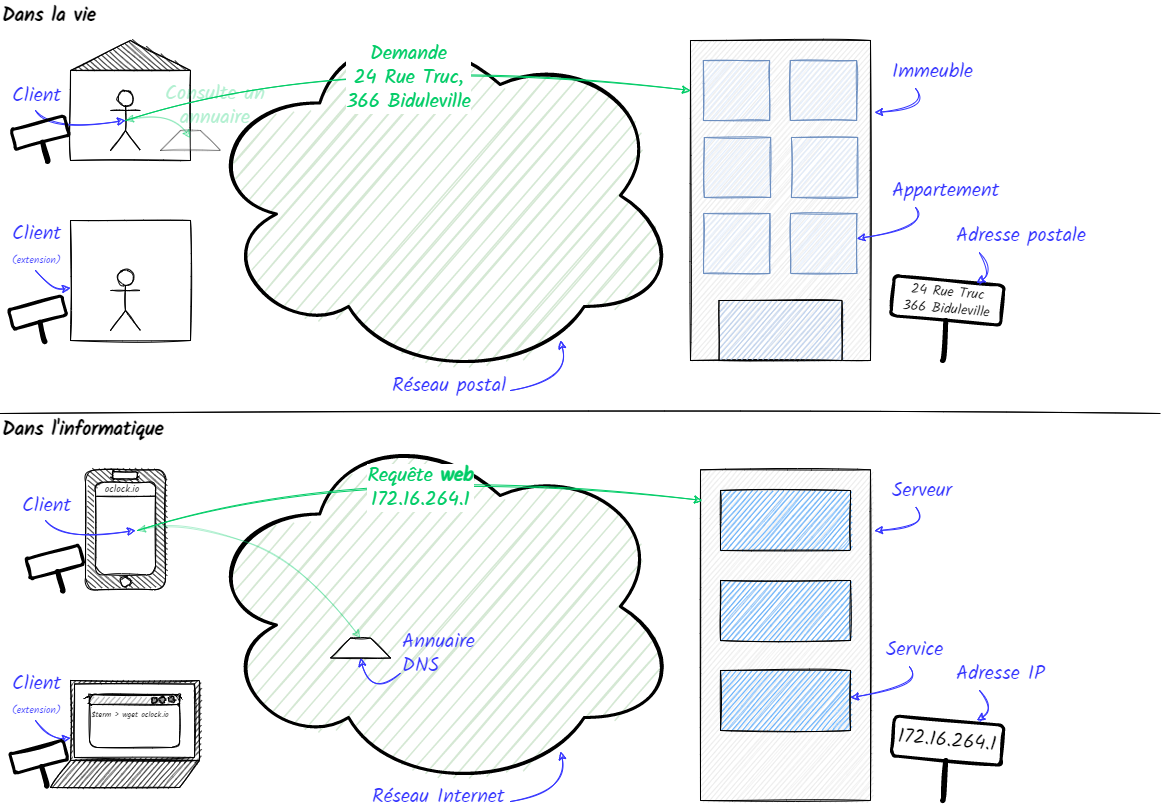 Dans la vie
Demande
24 Rue Truc,
366 Biduleville
Client
Consulte un
annuaire
Immeuble
Appartement
Client
(extension)
Adresse postale
24 Rue Truc
366 Biduleville
Réseau postal
Dans l'informatique
Requête web
172.16.264.1
oclock.io
Client
Serveur
Annuaire
DNS
Service
Adresse IP
Client
(extension)
$term > wget oclock.io
172.16.264.1
Réseau Internet